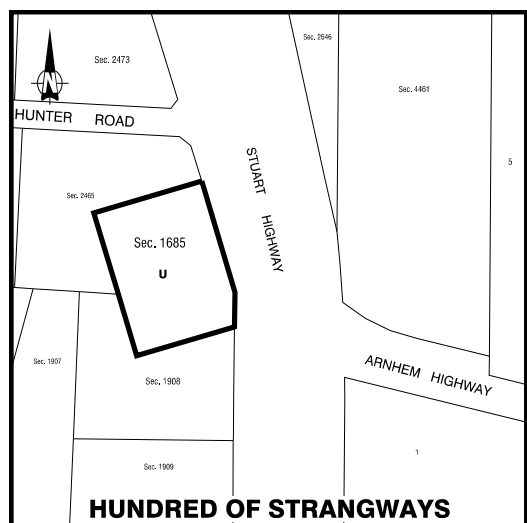 Sec. 2646
Sec. 2473
Sec. 4461
N
HUNTER ROAD
STUART HIGHWAY
5
Sec. 2465
Sec. 1685
U
Sec. 1907
ARNHEM HIGHWAY
Sec. 1908
1
Sec. 1909
HUNDRED OF STRANGWAYS